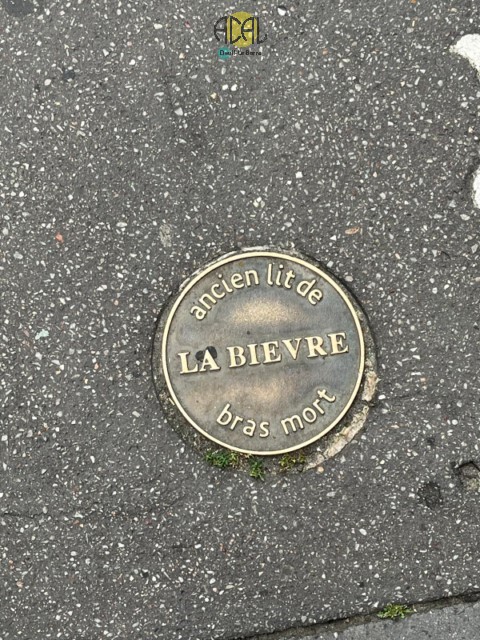 ancien lit de
LA BIEVRE
bras mort